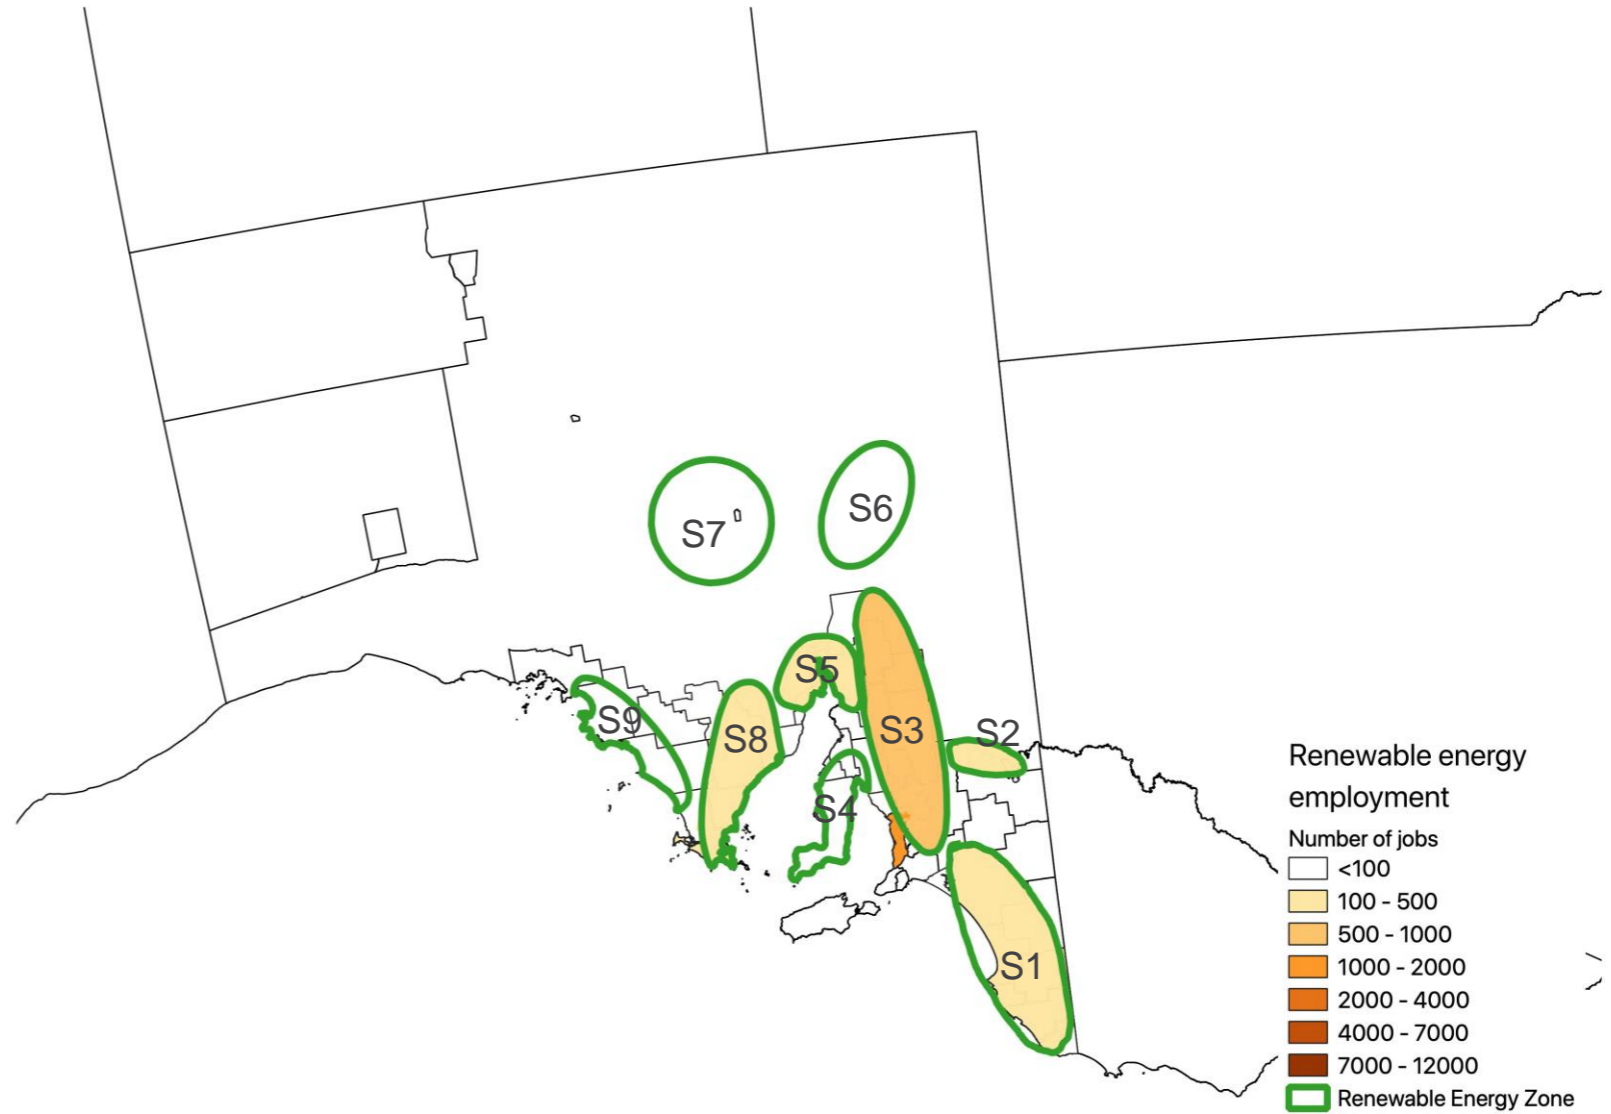 S7
S6
S5
S9
S8
S3
S2
S4
S1
Renewable energy
employment
Number of jobs
<100
100 - 500
500 - 1000
1000 - 2000
2000 - 4000
4000 - 7000
7000 - 12000
Renewable Energy Zone